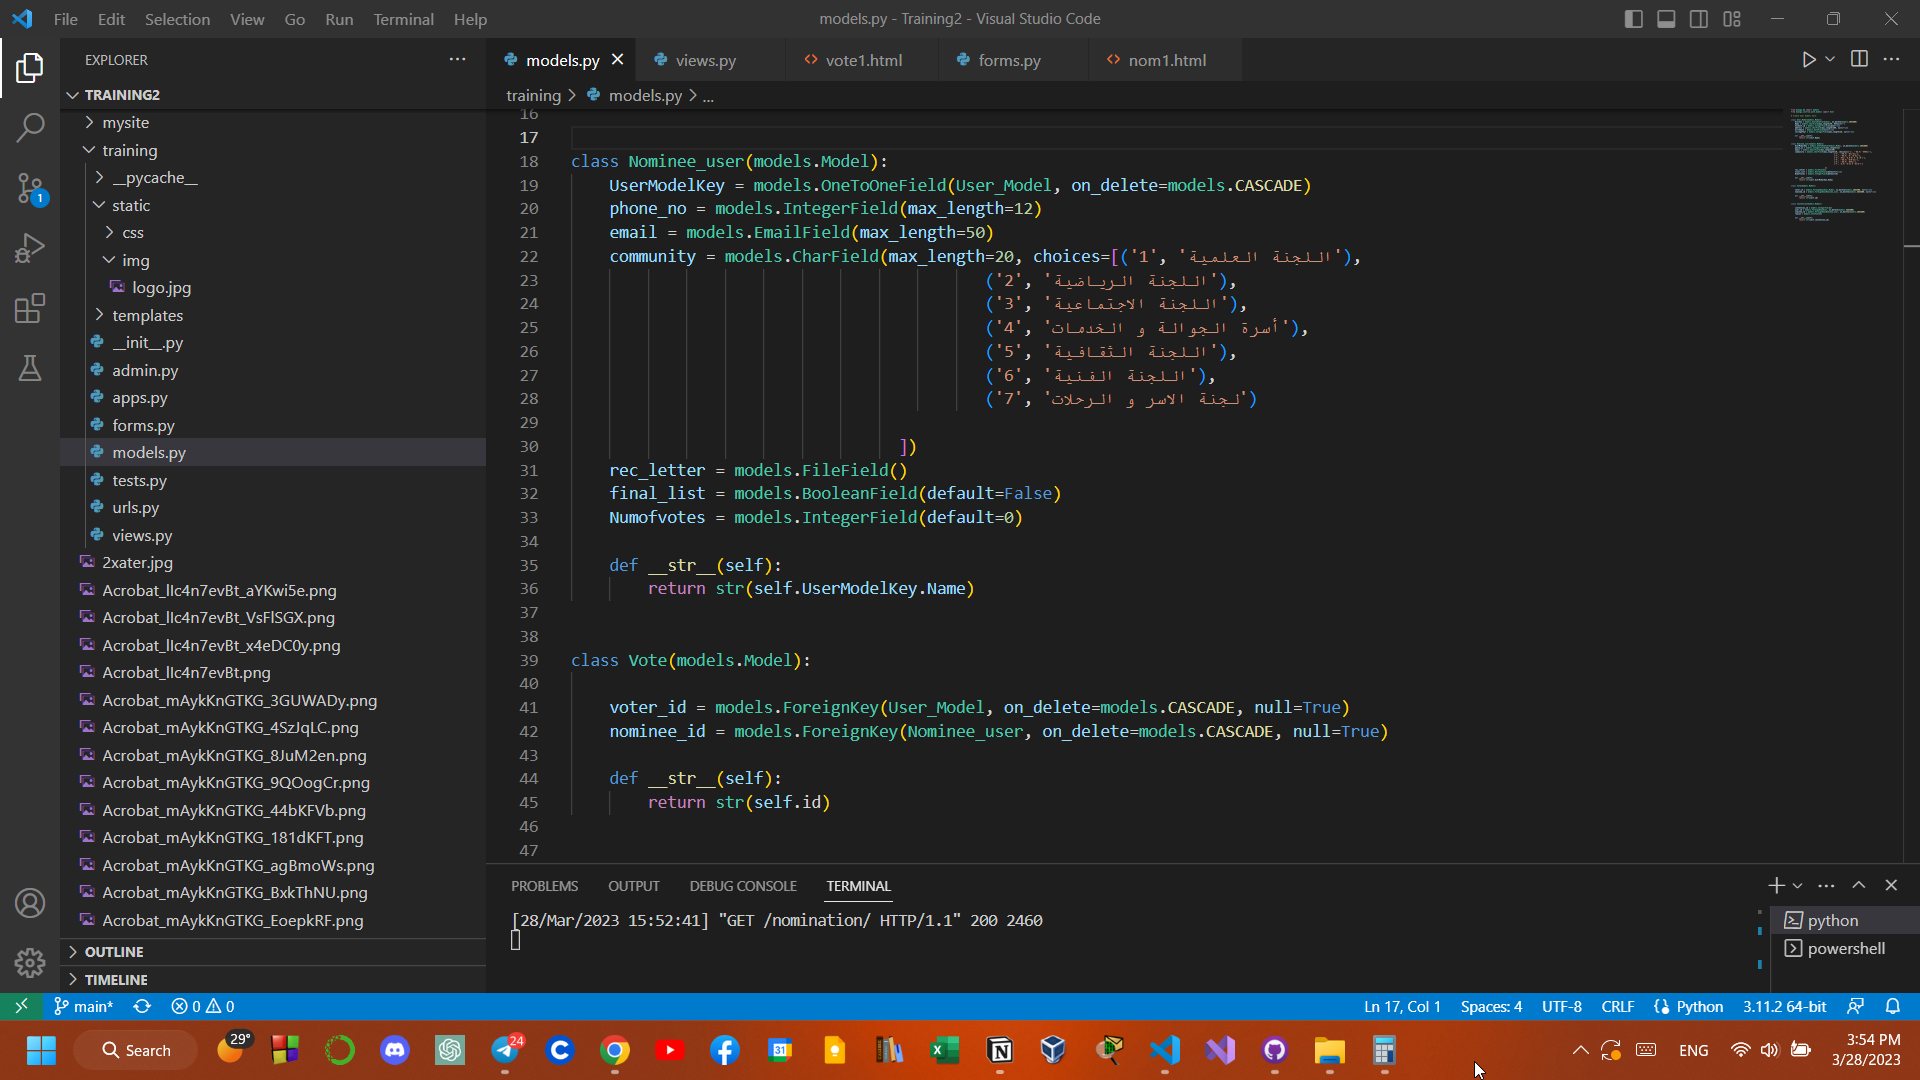 File Edit Selection View Go Run Terminal Help
models.py - Training2 - Visual Studio Code
EXPLORER
TRAINING2
mysite
training
__pycache__
static
css
img
logo.jpg
templates
__init__.py
admin.py
apps.py
forms.py
models.py
tests.py
urls.py
views.py
2xater.jpg
Acrobat_lIc4n7evBt_aYKwi5e.png
Acrobat_lIc4n7evBt_VsFlSGX.png
Acrobat_lIc4n7evBt_x4eDC0y.png
Acrobat_lIc4n7evBt.png
Acrobat_mAykKnGTKG_3GUWADy.png
Acrobat_mAykKnGTKG_4SzJqLC.png
Acrobat_mAykKnGTKG_8JuM2en.png
Acrobat_mAykKnGTKG_9QOogCr.png
Acrobat_mAykKnGTKG_44bKFVb.png
Acrobat_mAykKnGTKG_181dKFT.png
Acrobat_mAykKnGTKG_agBmoWs.png
Acrobat_mAykKnGTKG_BxkThNU.png
Acrobat_mAykKnGTKG_EoepkRF.png
OUTLINE
TIMELINE
models.py views.py vote1.html forms.py nom1.html
training > models.py > ...
16
17
18 class Nominee_user(models.Model):
19 UserModelKey = models.OneToOneField(User_Model, on_delete=models.CASCADE)
20 phone_no = models.IntegerField(max_length=12)
21 email = models.EmailField(max_length=50)
22 community = models.CharField(max_length=20, choices=[('1', 'اللجنة العلمية'),
23 ('2', 'اللجنة الرياضية'),
24 ('3', 'اللجنة الاجتماعية'),
25 ('4', 'أسرة الجوالة و الخدمات'),
26 ('5', 'اللجنة الثقافية'),
27 ('6', 'اللجنة الفنية'),
28 ('7', 'لجنة الاسر و الرحلات')
29
30 ])
31 rec_letter = models.FileField()
32 final_list = models.BooleanField(default=False)
33 Numofvotes = models.IntegerField(default=0)
34
35 def __str__(self):
36 return str(self.UserModelKey.Name)
37
38
39 class Vote(models.Model):
40
41 voter_id = models.ForeignKey(User_Model, on_delete=models.CASCADE, null=True)
42 nominee_id = models.ForeignKey(Nominee_user, on_delete=models.CASCADE, null=True)
43
44 def __str__(self):
45 return str(self.id)
46
47
PROBLEMS OUTPUT DEBUG CONSOLE TERMINAL
[28/Mar/2023 15:52:41] "GET /nomination/ HTTP/1.1" 200 2460
python
powershell
1
main* 0 0
Ln 17, Col 1 Spaces: 4 UTF-8 CRLF Python 3.11.2 64-bit
Search
29°
24
31
ENG
3:54 PM
3/28/2023